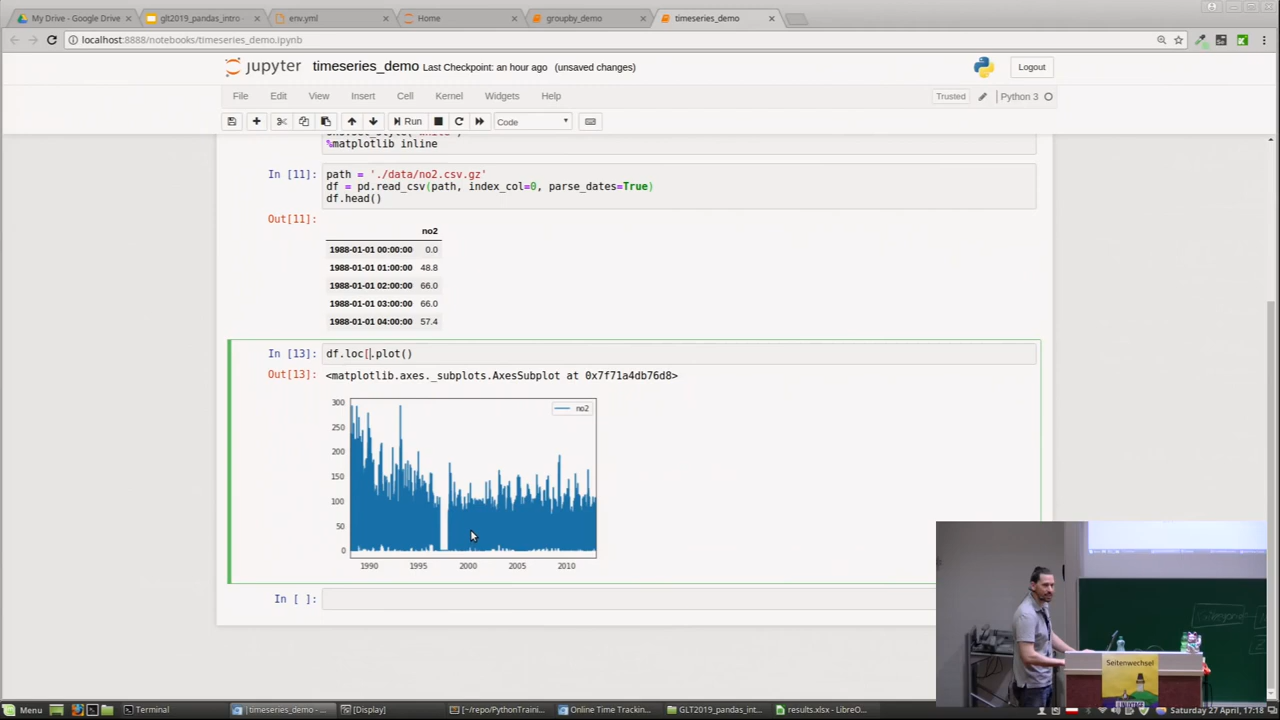 My Drive - Google Drive
glt2019_pandas_intro
env.yml
Home
groupby_demo
timeseries_demo
localhost:8888/notebooks/timeseries_demo.ipynb
jupyter timeseries_demo Last Checkpoint: an hour ago (unsaved changes)
Logout
File Edit View Insert Cell Kernel Widgets Help
Trusted
Python 3
Run
Code
%matplotlib inline
In [11]: path = './data/no2.csv.gz'
df = pd.read_csv(path, index_col=0, parse_dates=True)
df.head()
Out[11]:
no2
1988-01-01 00:00:00 0.0
1988-01-01 01:00:00 48.8
1988-01-01 02:00:00 66.0
1988-01-01 03:00:00 66.0
1988-01-01 04:00:00 57.4
In [13]: df.loc[.plot()
Out[13]: <matplotlib.axes._subplots.AxesSubplot at 0x7f71a4db76d8>
300
no2
250
200
150
100
50
0
1990 1995 2000 2005 2010
In [ ]:
Seitenwechsel
Menu
Terminal
[timeseries_demo - ...
[Display]
[~/repo/PythonTraini...
Online Time Tracking...
GLT2019_pandas_int...
results.xlsx - LibreO...
Saturday 27 April, 17:18